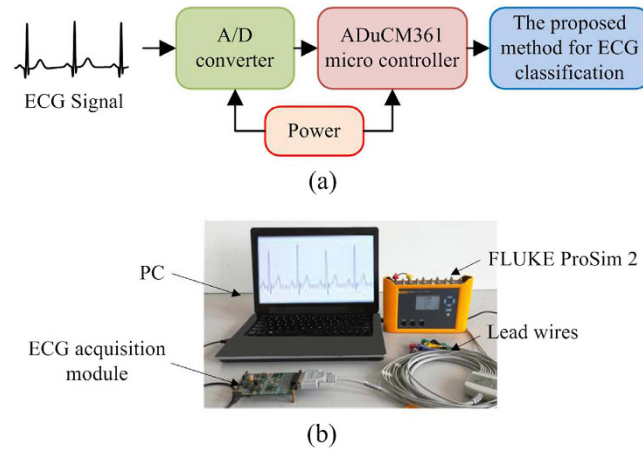 ECG Signal
A/D
converter
ADuCM361
micro controller
The proposed
method for ECG
classification
Power
(a)
PC
FLUKE ProSim 2
Lead wires
ECG acquisition
module
(b)